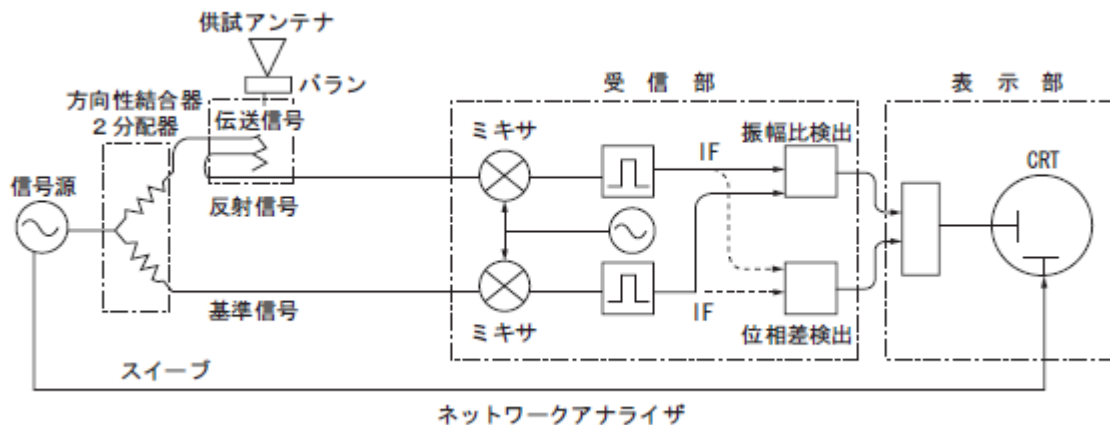 供試アンテナ
バラン
方向性結合器
2分配器
伝送信号
受信部
表示部
ミキサ
振幅比検出
IF
CRT
信号源
反射信号
基準信号
ミキサ
IF
位相差検出
スイープ
ネットワークアナライザ